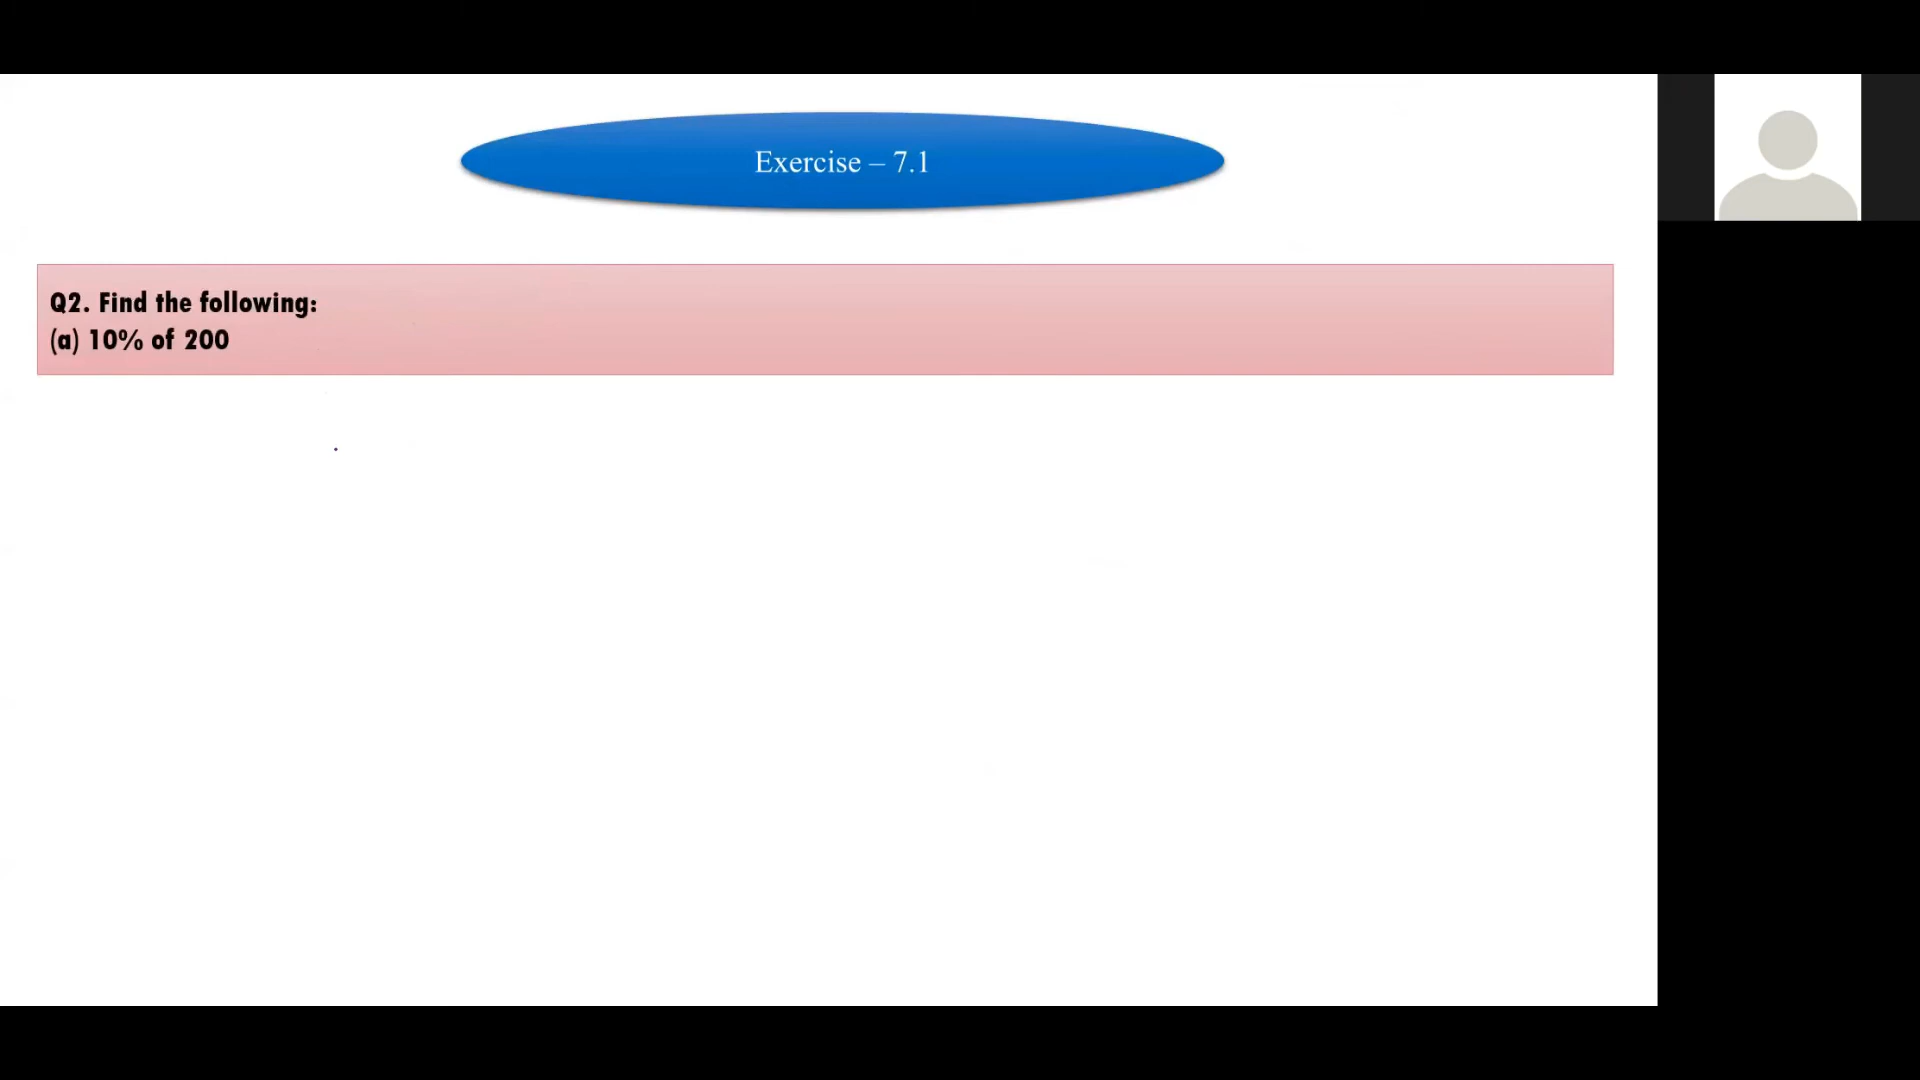 Exercise – 7.1
Q2. Find the following:
(a) 10% of 200